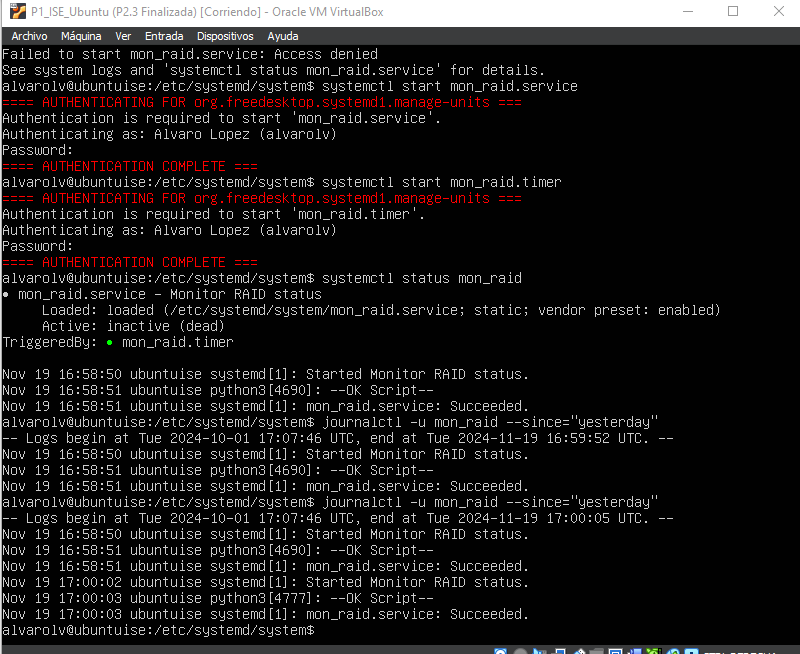 P1_ISE_Ubuntu (P2.3 Finalizada) [Corriendo] - Oracle VM VirtualBox
Archivo Máquina Ver Entrada Dispositivos Ayuda
Failed to start mon_raid.service: Access denied
See system logs and 'systemctl status mon_raid.service' for details.
alvarolv@ubuntuise:/etc/systemd/system$ systemctl start mon_raid.service
==== AUTHENTICATING FOR org.freedesktop.systemd1.manage-units ===
Authentication is required to start 'mon_raid.service'.
Authenticating as: Alvaro Lopez (alvarolv)
Password:
==== AUTHENTICATION COMPLETE ===
alvarolv@ubuntuise:/etc/systemd/system$ systemctl start mon_raid.timer
==== AUTHENTICATING FOR org.freedesktop.systemd1.manage-units ===
Authentication is required to start 'mon_raid.timer'.
Authenticating as: Alvaro Lopez (alvarolv)
Password:
==== AUTHENTICATION COMPLETE ===
alvarolv@ubuntuise:/etc/systemd/system$ systemctl status mon_raid
● mon_raid.service - Monitor RAID status
Loaded: loaded (/etc/systemd/system/mon_raid.service; static; vendor preset: enabled)
Active: inactive (dead)
TriggeredBy: ● mon_raid.timer
Nov 19 16:58:50 ubuntuise systemd[1]: Started Monitor RAID status.
Nov 19 16:58:51 ubuntuise python3[4690]: --OK Script--
Nov 19 16:58:51 ubuntuise systemd[1]: mon_raid.service: Succeeded.
alvarolv@ubuntuise:/etc/systemd/system$ journalctl -u mon_raid --since="yesterday"
-- Logs begin at Tue 2024-10-01 17:07:46 UTC, end at Tue 2024-11-19 16:59:52 UTC. --
Nov 19 16:58:50 ubuntuise systemd[1]: Started Monitor RAID status.
Nov 19 16:58:51 ubuntuise python3[4690]: --OK Script--
Nov 19 16:58:51 ubuntuise systemd[1]: mon_raid.service: Succeeded.
alvarolv@ubuntuise:/etc/systemd/system$ journalctl -u mon_raid --since="yesterday"
-- Logs begin at Tue 2024-10-01 17:07:46 UTC, end at Tue 2024-11-19 17:00:05 UTC. --
Nov 19 16:58:50 ubuntuise systemd[1]: Started Monitor RAID status.
Nov 19 16:58:51 ubuntuise python3[4690]: --OK Script--
Nov 19 16:58:51 ubuntuise systemd[1]: mon_raid.service: Succeeded.
Nov 19 17:00:02 ubuntuise systemd[1]: Started Monitor RAID status.
Nov 19 17:00:03 ubuntuise python3[4777]: --OK Script--
Nov 19 17:00:03 ubuntuise systemd[1]: mon_raid.service: Succeeded.
alvarolv@ubuntuise:/etc/systemd/system$